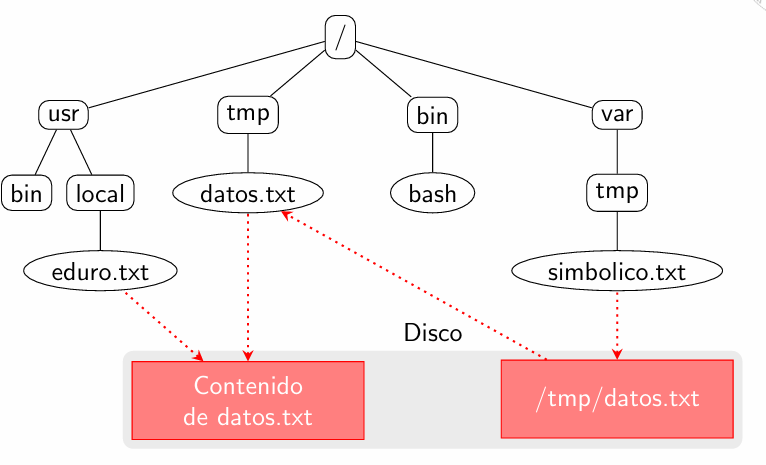 /
usr
tmp
bin
var
bin
local
datos.txt
bash
tmp
eduro.txt
simbolico.txt
Disco
Contenido
de datos.txt
/tmp/datos.txt